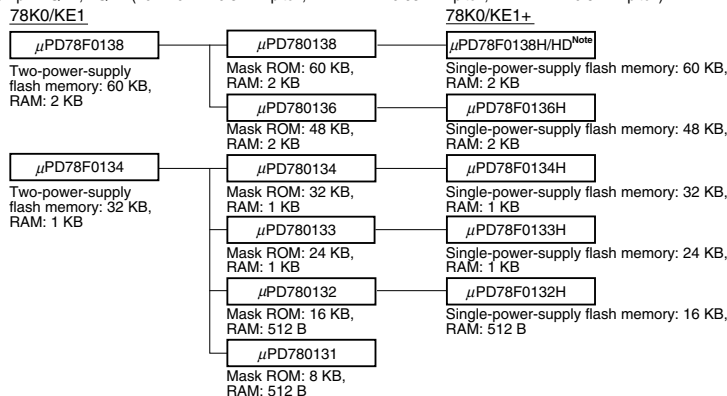 78K0/KE1 78K0/KE1+
μPD78F0138 μPD780138 μPD78F0138H/HD Note
Two-power-supply
flash memory: 60 KB,
RAM: 2 KB
Mask ROM: 60 KB,
RAM: 2 KB
Single-power-supply flash memory: 60 KB,
RAM: 2 KB
μPD780136 μPD78F0136H
Mask ROM: 48 KB,
RAM: 2 KB
Single-power-supply flash memory: 48 KB,
RAM: 2 KB
μPD78F0134 μPD780134 μPD78F0134H
Two-power-supply
flash memory: 32 KB,
RAM: 1 KB
Mask ROM: 32 KB,
RAM: 1 KB
Single-power-supply flash memory: 32 KB,
RAM: 1 KB
μPD780133 μPD78F0133H
Mask ROM: 24 KB,
RAM: 1 KB
Single-power-supply flash memory: 24 KB,
RAM: 1 KB
μPD780132 μPD78F0132H
Mask ROM: 16 KB,
RAM: 512 B
Single-power-supply flash memory: 16 KB,
RAM: 512 B
μPD780131
Mask ROM: 8 KB,
RAM: 512 B